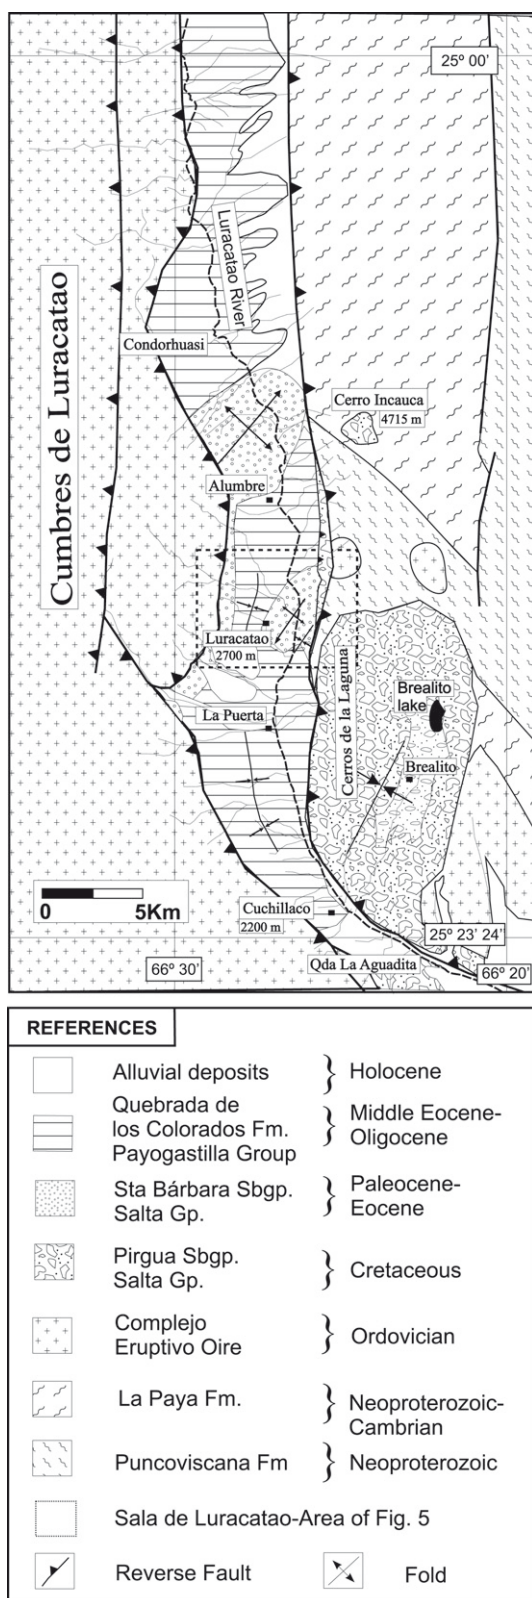 25º 00’
Luracatao River
Cumbres de Luracatao
Condorhuasi
Cerro Incauca
4715 m
Alumbre
Luracatao
2700 m
Cerros de la Laguna
Brealito
lake
La Puerta
Brealito
0 5Km
Cuchillaco
2200 m
25º 23’ 24’
66º 30’
Qda La Aguadita
66º 20’
REFERENCES
Alluvial deposits } Holocene
Quebrada de
los Colorados Fm.
Payogastilla Group
} Middle Eocene-
Oligocene
Sta Bárbara Sbgp.
Salta Gp.
} Paleocene-
Eocene
Pirgua Sbgp.
Salta Gp.
} Cretaceous
Complejo
Eruptivo Oire
} Ordovician
La Paya Fm. } Neoproterozoic-
Cambrian
Puncoviscana Fm } Neoproterozoic
Sala de Luracatao-Area of Fig. 5
Reverse Fault
Fold